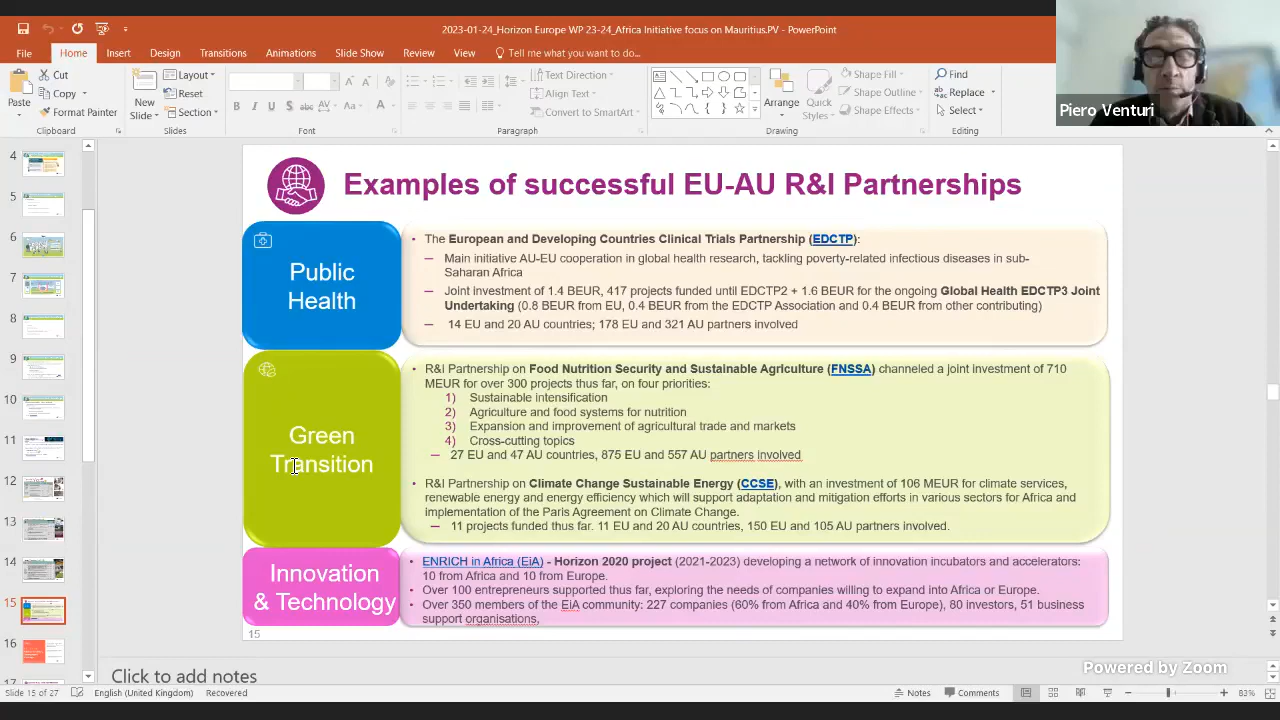 2023-01-24_Horizon Europe WP 23-24_Africa Initiative focus on Mauritius.PV - PowerPoint
File Home Insert Design Transitions Animations Slide Show Review View Tell me what you want to do...
Paste
Cut
Copy
Format Painter
Clipboard
New Slide
Layout
Reset
Section
Slides
B I U S abc AV Aa A
Font
Text Direction
Align Text
Convert to SmartArt
Paragraph
Arrange
Quick Styles
Shape Fill
Shape Outline
Shape Effects
Drawing
Find
Replace
Select
Editing
Piero Venturi
4
5
6
7
8
9
10
11
12
13
14
15
16
Examples of successful EU-AU R&I Partnerships
Public
Health
• The European and Developing Countries Clinical Trials Partnership (EDCTP):
– Main initiative AU-EU cooperation in global health research, tackling poverty-related infectious diseases in sub-
Saharan Africa
– Joint investment of 1.4 BEUR, 417 projects funded until EDCTP2 + 1.6 BEUR for the ongoing Global Health EDCTP3 Joint
Undertaking (0.8 BEUR from EU, 0.4 BEUR from the EDCTP Association and 0.4 BEUR from other contributing)
– 14 EU and 20 AU countries; 178 EU and 321 AU partners involved
Green
Transition
• R&I Partnership on Food Nutrition Security and Sustainable Agriculture (FNSSA) channeled a joint investment of 710
MEUR for over 300 projects thus far, on four priorities:
1) Sustainable intensification
2) Agriculture and food systems for nutrition
3) Expansion and improvement of agricultural trade and markets
4) Cross-cutting topics
– 27 EU and 47 AU countries, 875 EU and 557 AU partners involved
• R&I Partnership on Climate Change Sustainable Energy (CCSE), with an investment of 106 MEUR for climate services,
renewable energy and energy efficiency which will support adaptation and mitigation efforts in various sectors for Africa and
implementation of the Paris Agreement on Climate Change.
– 11 projects funded thus far. 11 EU and 20 AU countries, 150 EU and 105 AU partners involved.
Innovation
& Technology
• ENRICH in Africa (EiA) - Horizon 2020 project (2021-2023) developing a network of innovation incubators and accelerators:
10 from Africa and 10 from Europe.
• Over 100 entrepreneurs supported thus far, exploring the needs of companies willing to expand into Africa or Europe.
• Over 350 members of the EiA community: 227 companies from Africa and 40% from Europe), 80 investors, 51 business
support organisations,
15
Click to add notes
Powered by Zoom
Slide 15 of 27 English (United Kingdom) Recovered Notes Comments 83%